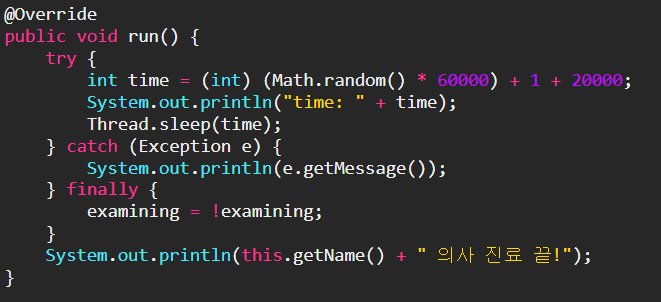 @Override
public void run() {
    try {
        int time = (int) (Math.random() * 60000) + 1 + 20000;
        System.out.println("time: " + time);
        Thread.sleep(time);
    } catch (Exception e) {
        System.out.println(e.getMessage());
    } finally {
        examining = !examining;
    }
    System.out.println(this.getName() + " 의사 진료 끝!");
}